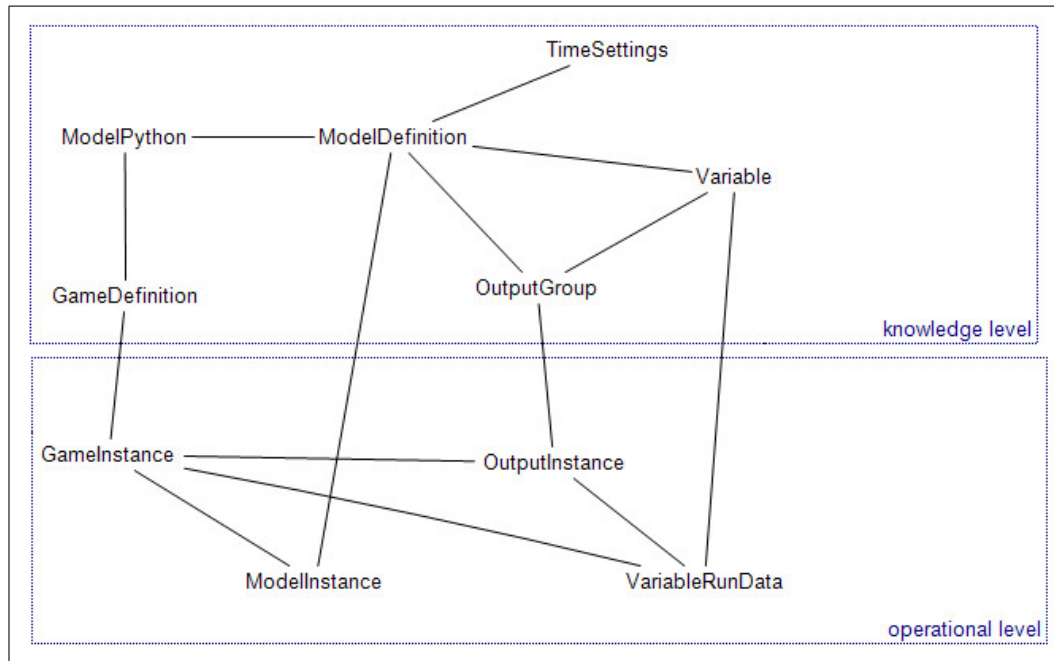 TimeSettings
ModelPython
ModelDefinition
Variable
GameDefinition
OutputGroup
knowledge level
GameInstance
OutputInstance
ModelInstance
VariableRunData
operational level